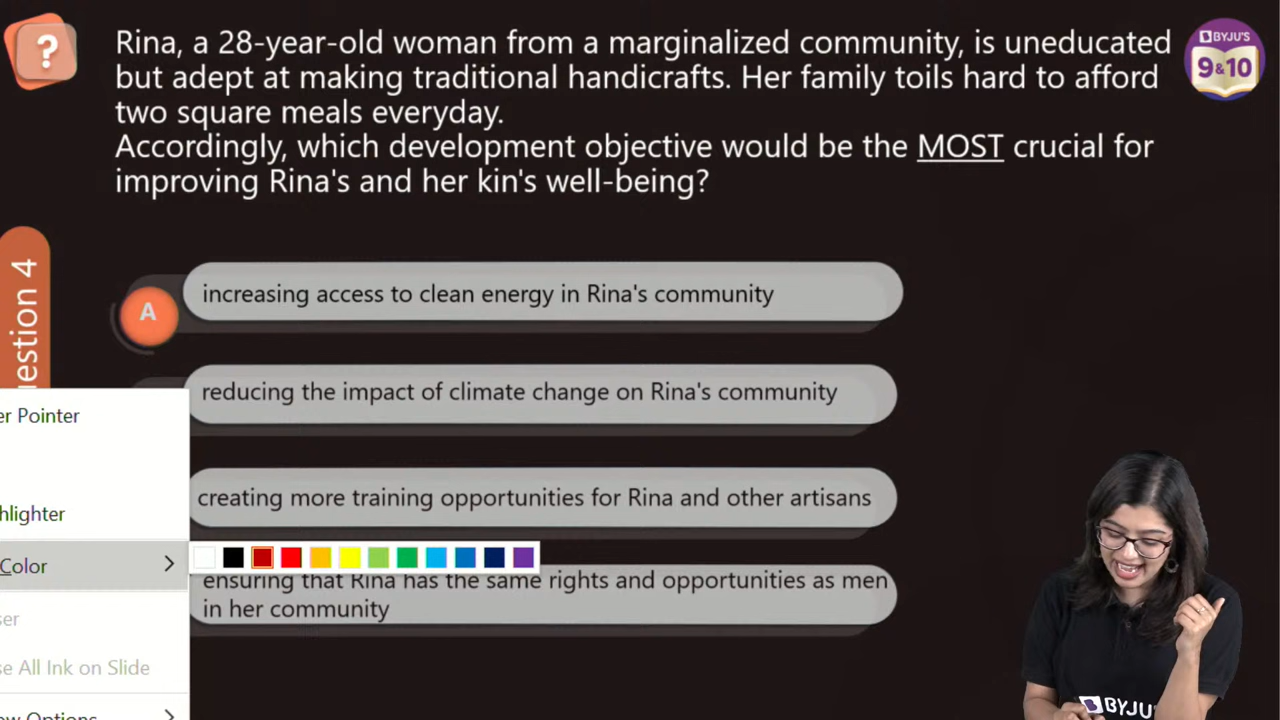 ?
Rina, a 28-year-old woman from a marginalized community, is uneducated
but adept at making traditional handicrafts. Her family toils hard to afford
two square meals everyday.
Accordingly, which development objective would be the MOST crucial for
improving Rina's and her kin's well-being?
BYJU'S
9&10
uestion 4
A
increasing access to clean energy in Rina's community
reducing the impact of climate change on Rina's community
creating more training opportunities for Rina and other artisans
ensuring that Rina has the same rights and opportunities as men
in her community
er Pointer
hlighter
Color
ser
se All Ink on Slide
ow Options
BYJU